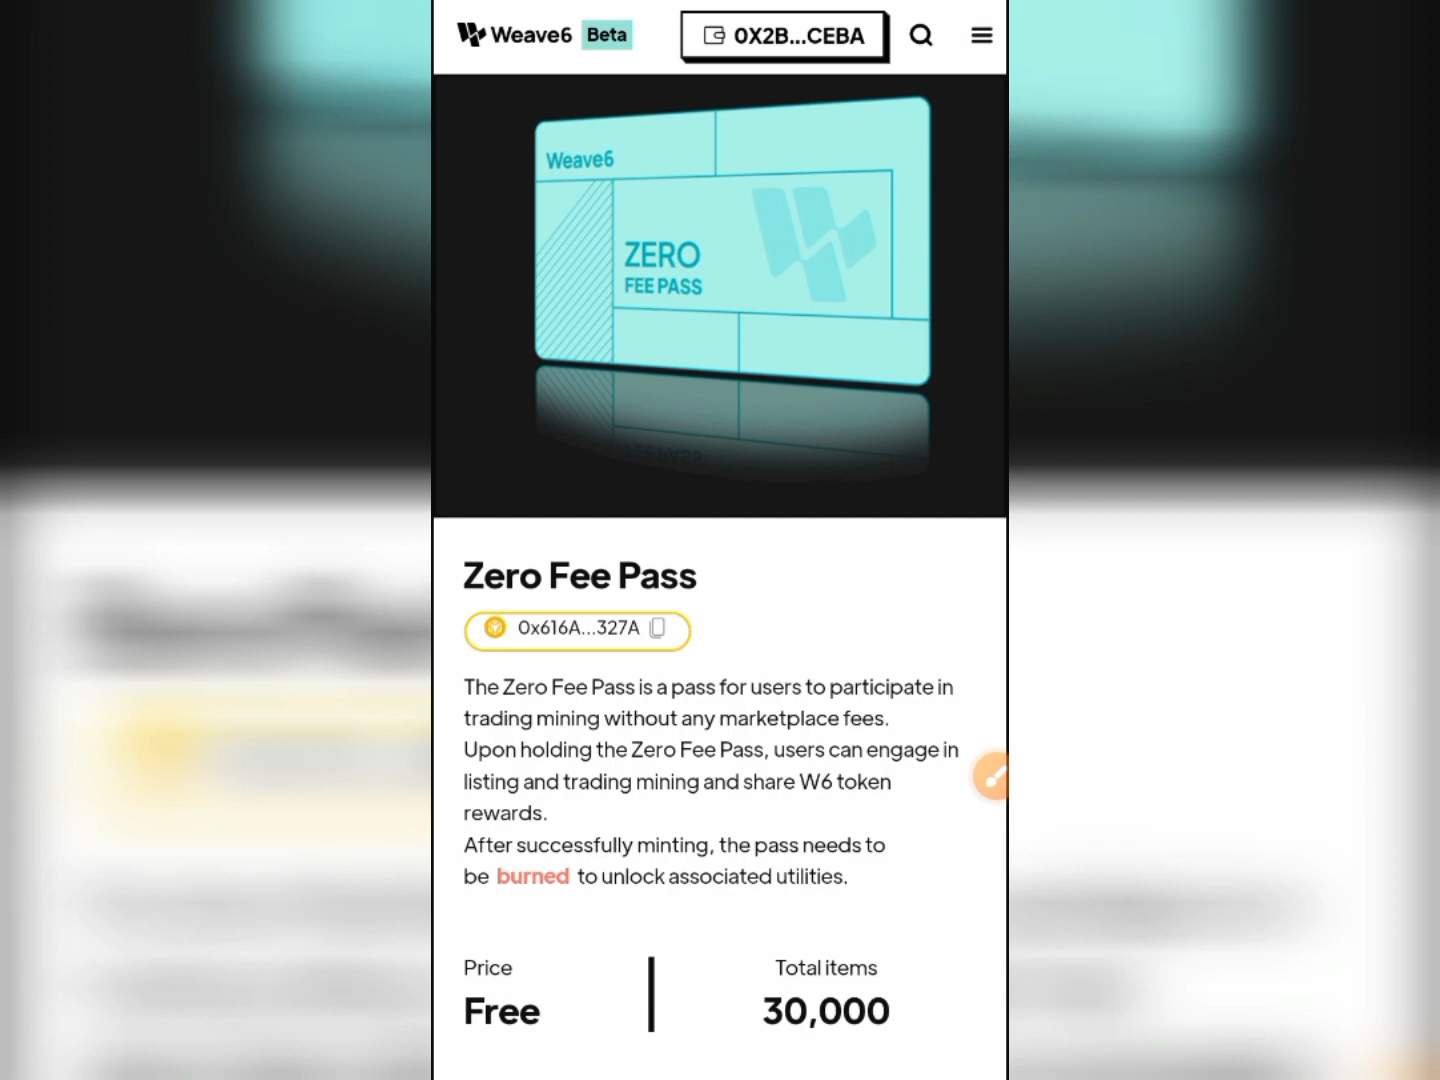 Weave6 Beta 0X2B...CEBA
Weave6
ZERO
FEE PASS
Zero Fee Pass
0x616A...327A
The Zero Fee Pass is a pass for users to participate in
trading mining without any marketplace fees.
Upon holding the Zero Fee Pass, users can engage in
listing and trading mining and share W6 token
rewards.
After successfully minting, the pass needs to
be burned to unlock associated utilities.
Price Total items
Free 30,000